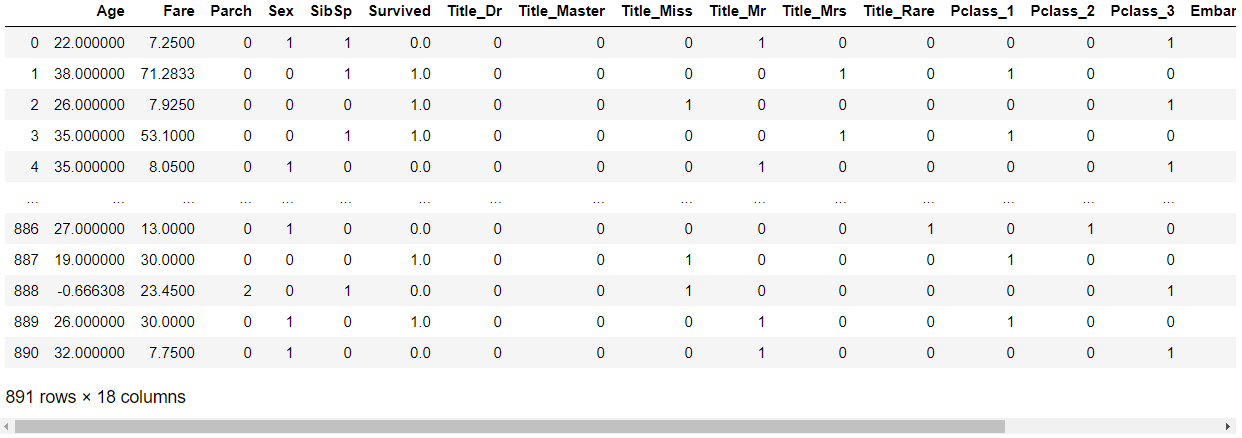 Age Fare Parch Sex SibSp Survived Title_Dr Title_Master Title_Miss Title_Mr Title_Mrs Title_Rare Pclass_1 Pclass_2 Pclass_3 Embar
0 22.000000 7.2500 0 1 1 0.0 0 0 0 1 0 0 0 0 1
1 38.000000 71.2833 0 0 1 1.0 0 0 0 0 1 0 1 0 0
2 26.000000 7.9250 0 0 0 1.0 0 0 1 0 0 0 0 0 1
3 35.000000 53.1000 0 0 1 1.0 0 0 0 0 1 0 1 0 0
4 35.000000 8.0500 0 1 0 0.0 0 0 0 1 0 0 0 0 1
... ... ... ... ... ... ... ... ... ... ... ... ... ... ... ...
886 27.000000 13.0000 0 1 0 0.0 0 0 0 0 0 1 0 1 0
887 19.000000 30.0000 0 0 0 1.0 0 0 1 0 0 0 1 0 0
888 -0.666308 23.4500 2 0 1 0.0 0 0 1 0 0 0 0 0 1
889 26.000000 30.0000 0 1 0 1.0 0 0 0 1 0 0 1 0 0
890 32.000000 7.7500 0 1 0 0.0 0 0 0 1 0 0 0 0 1
891 rows × 18 columns